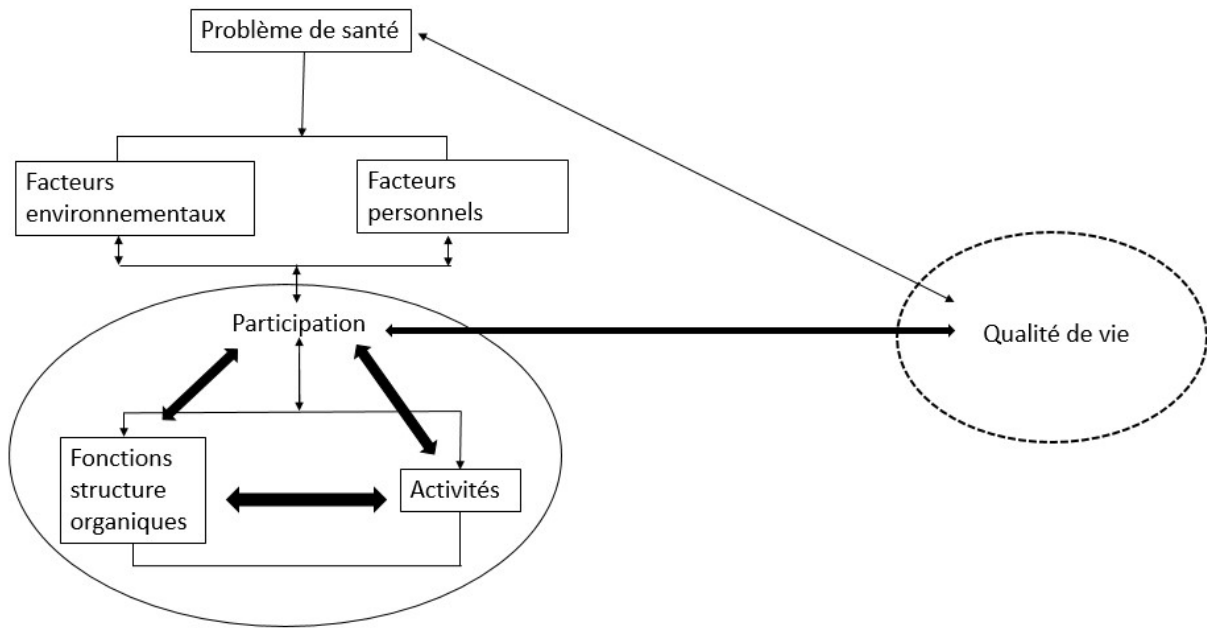 Problème de santé
Facteurs
environnementaux
Facteurs
personnels
Participation
Qualité de vie
Fonctions
structure
organiques
Activités